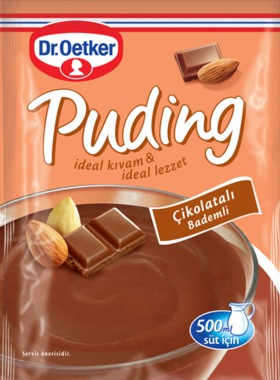 Dr.Oetker
Puding
ideal kıvam &
ideal lezzet
Çikolatalı
Bademli
500ml
süt için
Servis önerisidir.